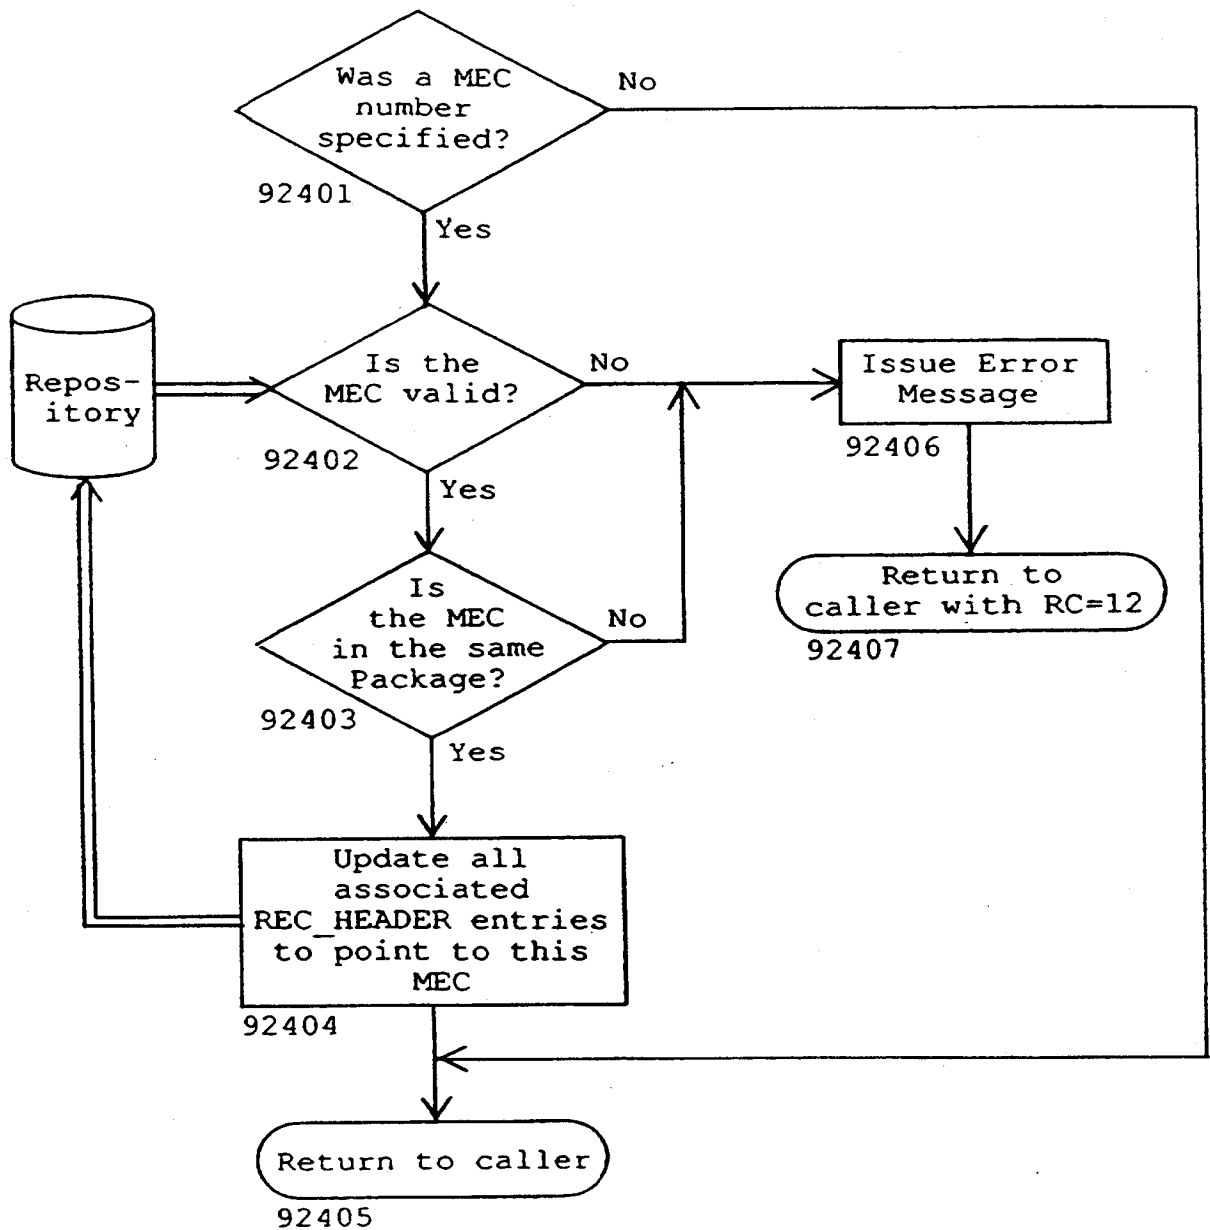 Was a MEC
number
specified?
No
92401
Yes
Repos-
itory
Is the
MEC valid?
No
92402
Yes
Issue Error
Message
92406
Return to
caller with RC=12
92407
Is
the MEC
in the same
Package?
No
92403
Yes
Update all
associated
REC_HEADER entries
to point to this
MEC
92404
Return to caller
92405